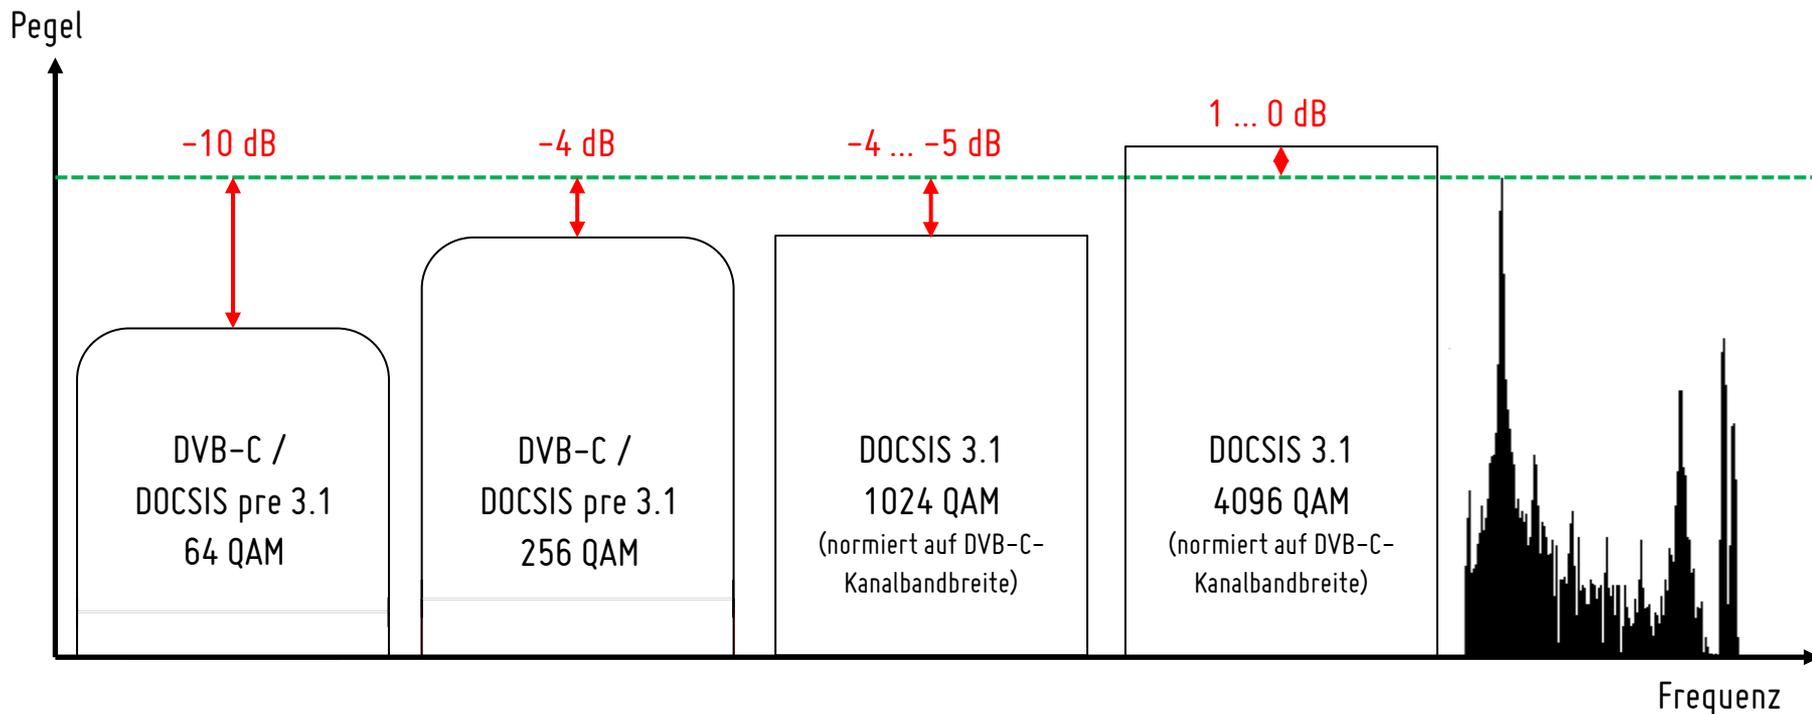 Pegel
-10 dB
-4 dB
-4 ... -5 dB
1 ... 0 dB
DVB-C /
DOCSIS pre 3.1
64 QAM
DVB-C /
DOCSIS pre 3.1
256 QAM
DOCSIS 3.1
1024 QAM
(normiert auf DVB-C-
Kanalbandbreite)
DOCSIS 3.1
4096 QAM
(normiert auf DVB-C-
Kanalbandbreite)
Frequenz